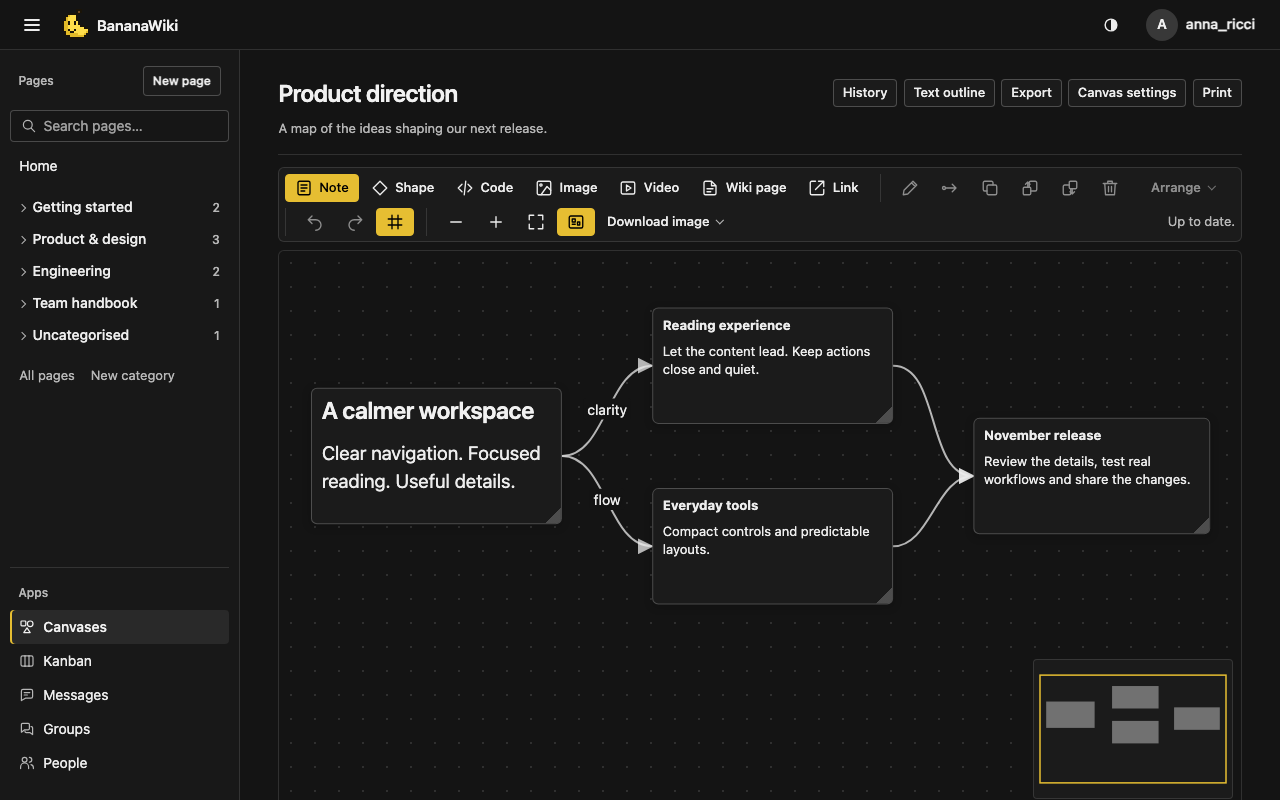 BananaWiki
A
anna_ricci
Pages
New page
Search pages...
Home
Getting started 2
Product & design 3
Engineering 2
Team handbook 1
Uncategorised 1
All pages New category
Apps
Canvases
Kanban
Messages
Groups
People
Product direction
History Text outline Export Canvas settings Print
A map of the ideas shaping our next release.
Note Shape Code Image Video Wiki page Link Arrange
Download image Up to date.
A calmer workspace
Clear navigation. Focused
reading. Useful details.
clarity
flow
Reading experience
Let the content lead. Keep actions
close and quiet.
Everyday tools
Compact controls and predictable
layouts.
November release
Review the details, test real
workflows and share the changes.